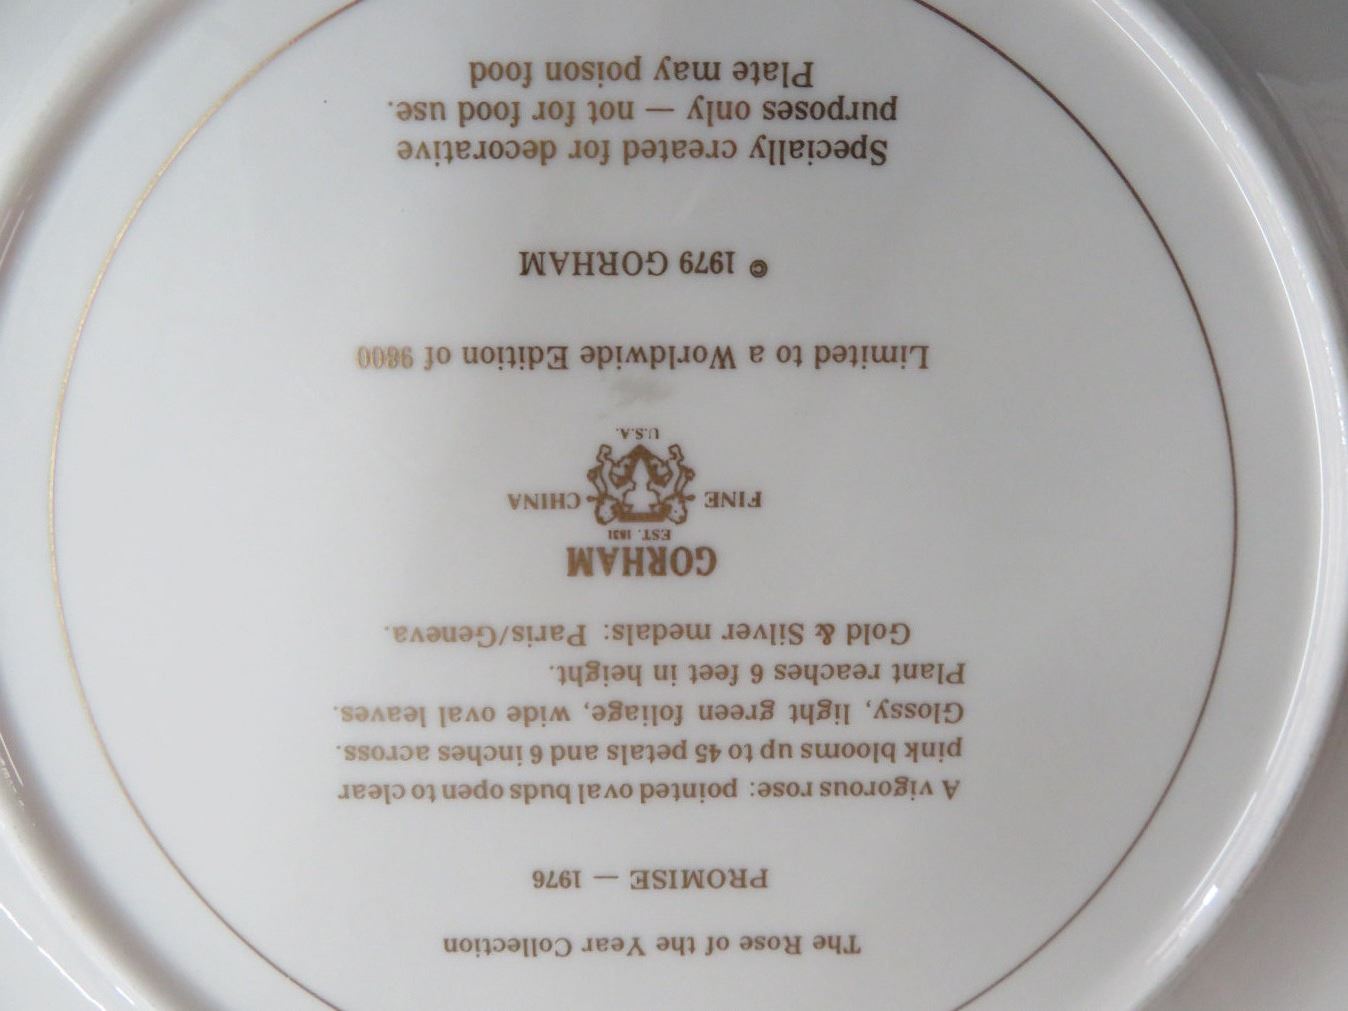 The Rose of the Year Collection
PROMISE — 1976
A vigorous rose: pointed oval buds open to clear
pink blooms up to 45 petals and 6 inches across.
Glossy, light green foliage, wide oval leaves.
Plant reaches 6 feet in height.
Gold & Silver medals: Paris/Geneva.
GORHAM
EST. 1831
FINE CHINA
U.S.A.
Limited to a Worldwide Edition of 9800
© 1979 GORHAM
Specially created for decorative
purposes only — not for food use.
Plate may poison food